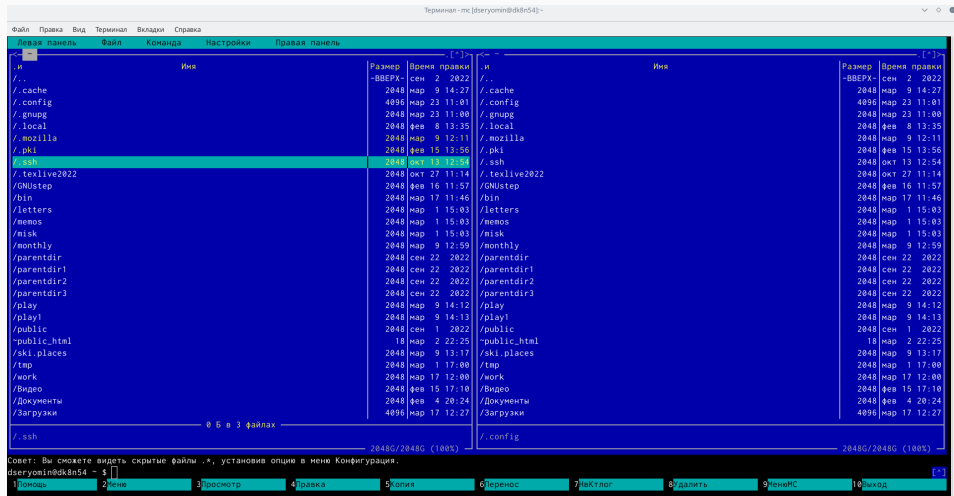 Терминал - mc [dseryomin@dk8n54]:~
Файл Правка Вид Терминал Вкладки Справка
Левая панель Файл Команда Настройки Правая панель
<- ~ .[^]> <- ~ .[^]>
.и Имя Размер Время правки .и Имя Размер Время правки
/.. -ВВЕРХ- сен 2 2022 /.. -ВВЕРХ- сен 2 2022
/.cache 2048 мар 9 14:27 /.cache 2048 мар 9 14:27
/.config 4096 мар 23 11:01 /.config 4096 мар 23 11:01
/.gnupg 2048 мар 23 11:00 /.gnupg 2048 мар 23 11:00
/.local 2048 фев 8 13:35 /.local 2048 фев 8 13:35
/.mozilla 2048 мар 9 12:11 /.mozilla 2048 мар 9 12:11
/.pki 2048 фев 15 13:56 /.pki 2048 фев 15 13:56
/.ssh 2048 окт 13 12:54 /.ssh 2048 окт 13 12:54
/.texlive2022 2048 окт 27 11:14 /.texlive2022 2048 окт 27 11:14
/GNUstep 2048 фев 16 11:57 /GNUstep 2048 фев 16 11:57
/bin 2048 мар 17 11:46 /bin 2048 мар 17 11:46
/letters 2048 мар 1 15:03 /letters 2048 мар 1 15:03
/memos 2048 мар 1 15:03 /memos 2048 мар 1 15:03
/misk 2048 мар 1 15:03 /misk 2048 мар 1 15:03
/monthly 2048 мар 9 12:59 /monthly 2048 мар 9 12:59
/parentdir 2048 сен 22 2022 /parentdir 2048 сен 22 2022
/parentdir1 2048 сен 22 2022 /parentdir1 2048 сен 22 2022
/parentdir2 2048 сен 22 2022 /parentdir2 2048 сен 22 2022
/parentdir3 2048 сен 22 2022 /parentdir3 2048 сен 22 2022
/play 2048 мар 9 14:12 /play 2048 мар 9 14:12
/play1 2048 мар 9 14:13 /play1 2048 мар 9 14:13
/public 2048 сен 1 2022 /public 2048 сен 1 2022
~public_html 18 мар 2 22:25 ~public_html 18 мар 2 22:25
/ski.places 2048 мар 9 13:17 /ski.places 2048 мар 9 13:17
/tmp 2048 мар 1 17:00 /tmp 2048 мар 1 17:00
/work 2048 мар 17 12:00 /work 2048 мар 17 12:00
/Видео 2048 фев 15 17:10 /Видео 2048 фев 15 17:10
/Документы 2048 фев 4 20:24 /Документы 2048 фев 4 20:24
/Загрузки 4096 мар 17 12:27 /Загрузки 4096 мар 17 12:27
0 Б в 3 файлах
/.ssh /.config
2048G/2048G (100%) 2048G/2048G (100%)
Совет: Вы сможете видеть скрытые файлы .*, установив опцию в меню Конфигурация.
dseryomin@dk8n54 ~ $ [^]
1Помощь 2Меню 3Просмотр 4Правка 5Копия 6Перенос 7НвКтлог 8Удалить 9МенюMC 10Выход